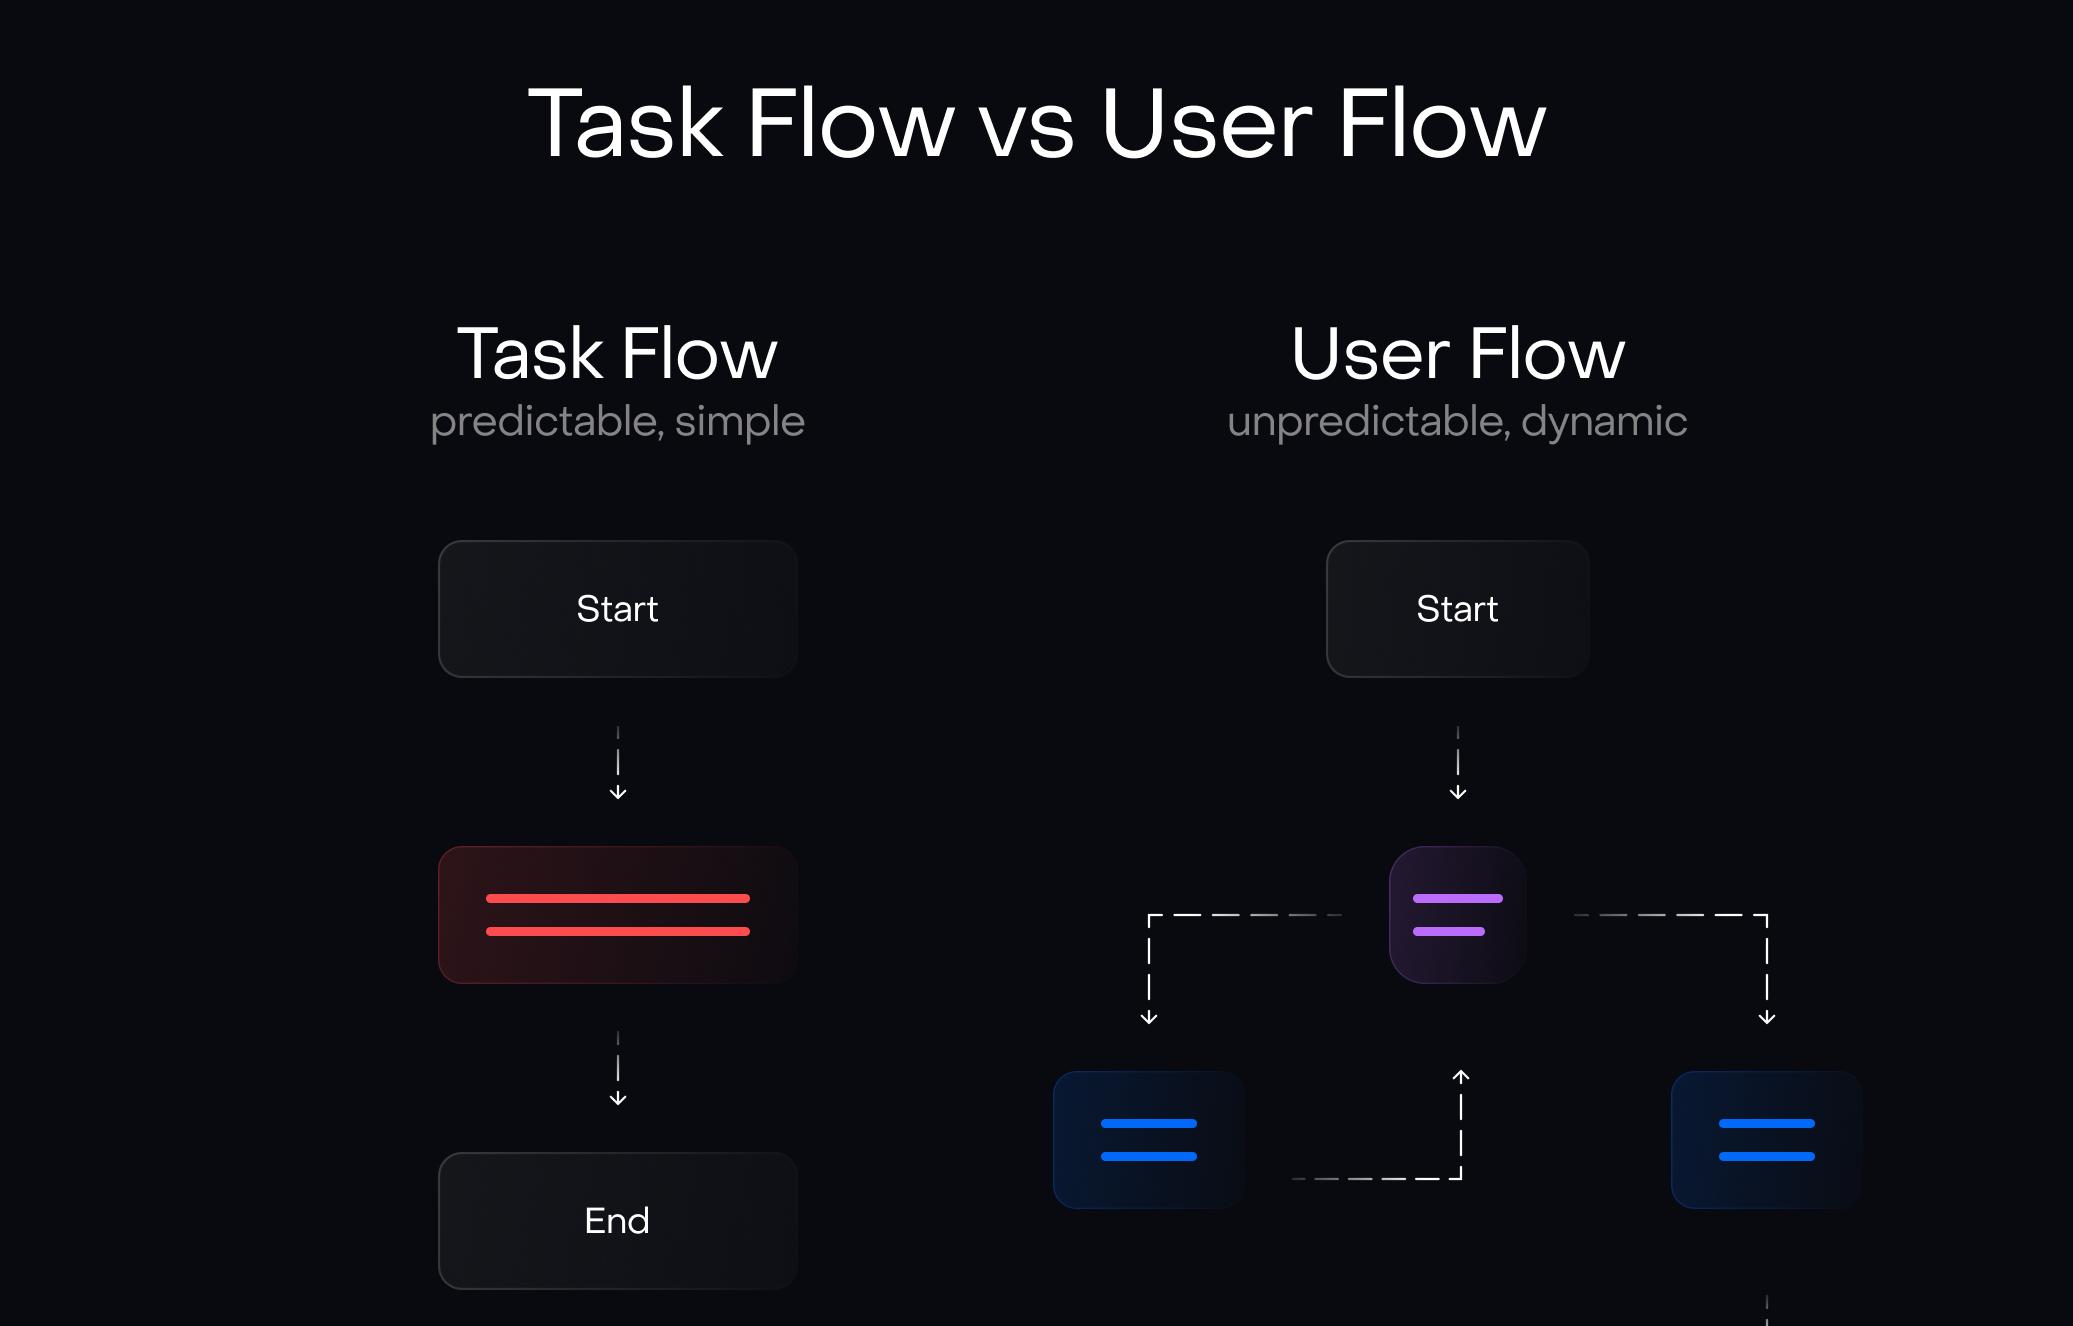 Task Flow vs User Flow
Task Flow
predictable, simple
User Flow
unpredictable, dynamic
Start
Start
End